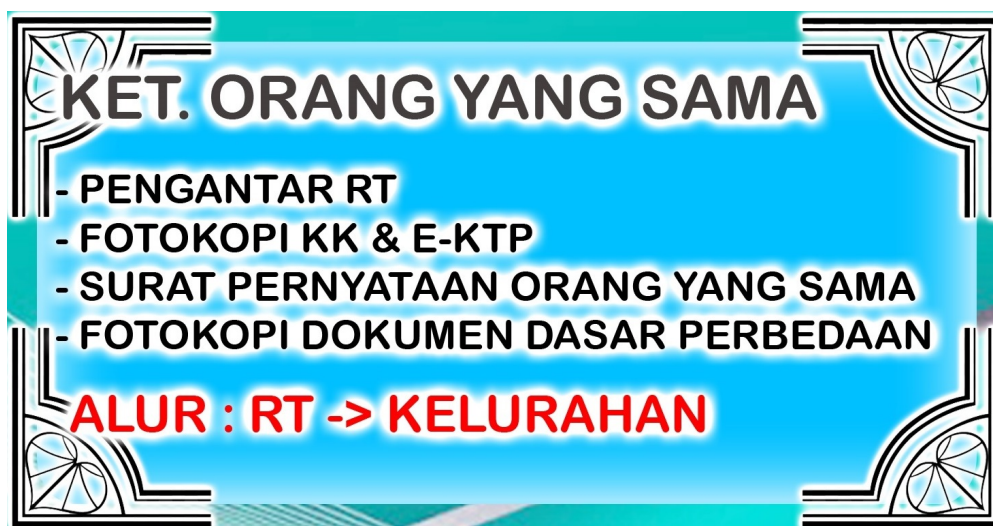 KET. ORANG YANG SAMA
- PENGANTAR RT
- FOTOKOPI KK & E-KTP
- SURAT PERNYATAAN ORANG YANG SAMA
- FOTOKOPI DOKUMEN DASAR PERBEDAAN
ALUR : RT -> KELURAHAN